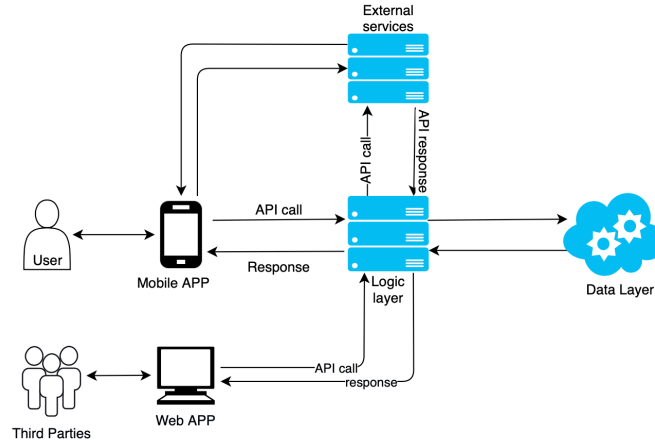 External
services
API call
API response
API call
User
Response
Mobile APP
Logic
layer
Data Layer
API call
response
Web APP
Third Parties